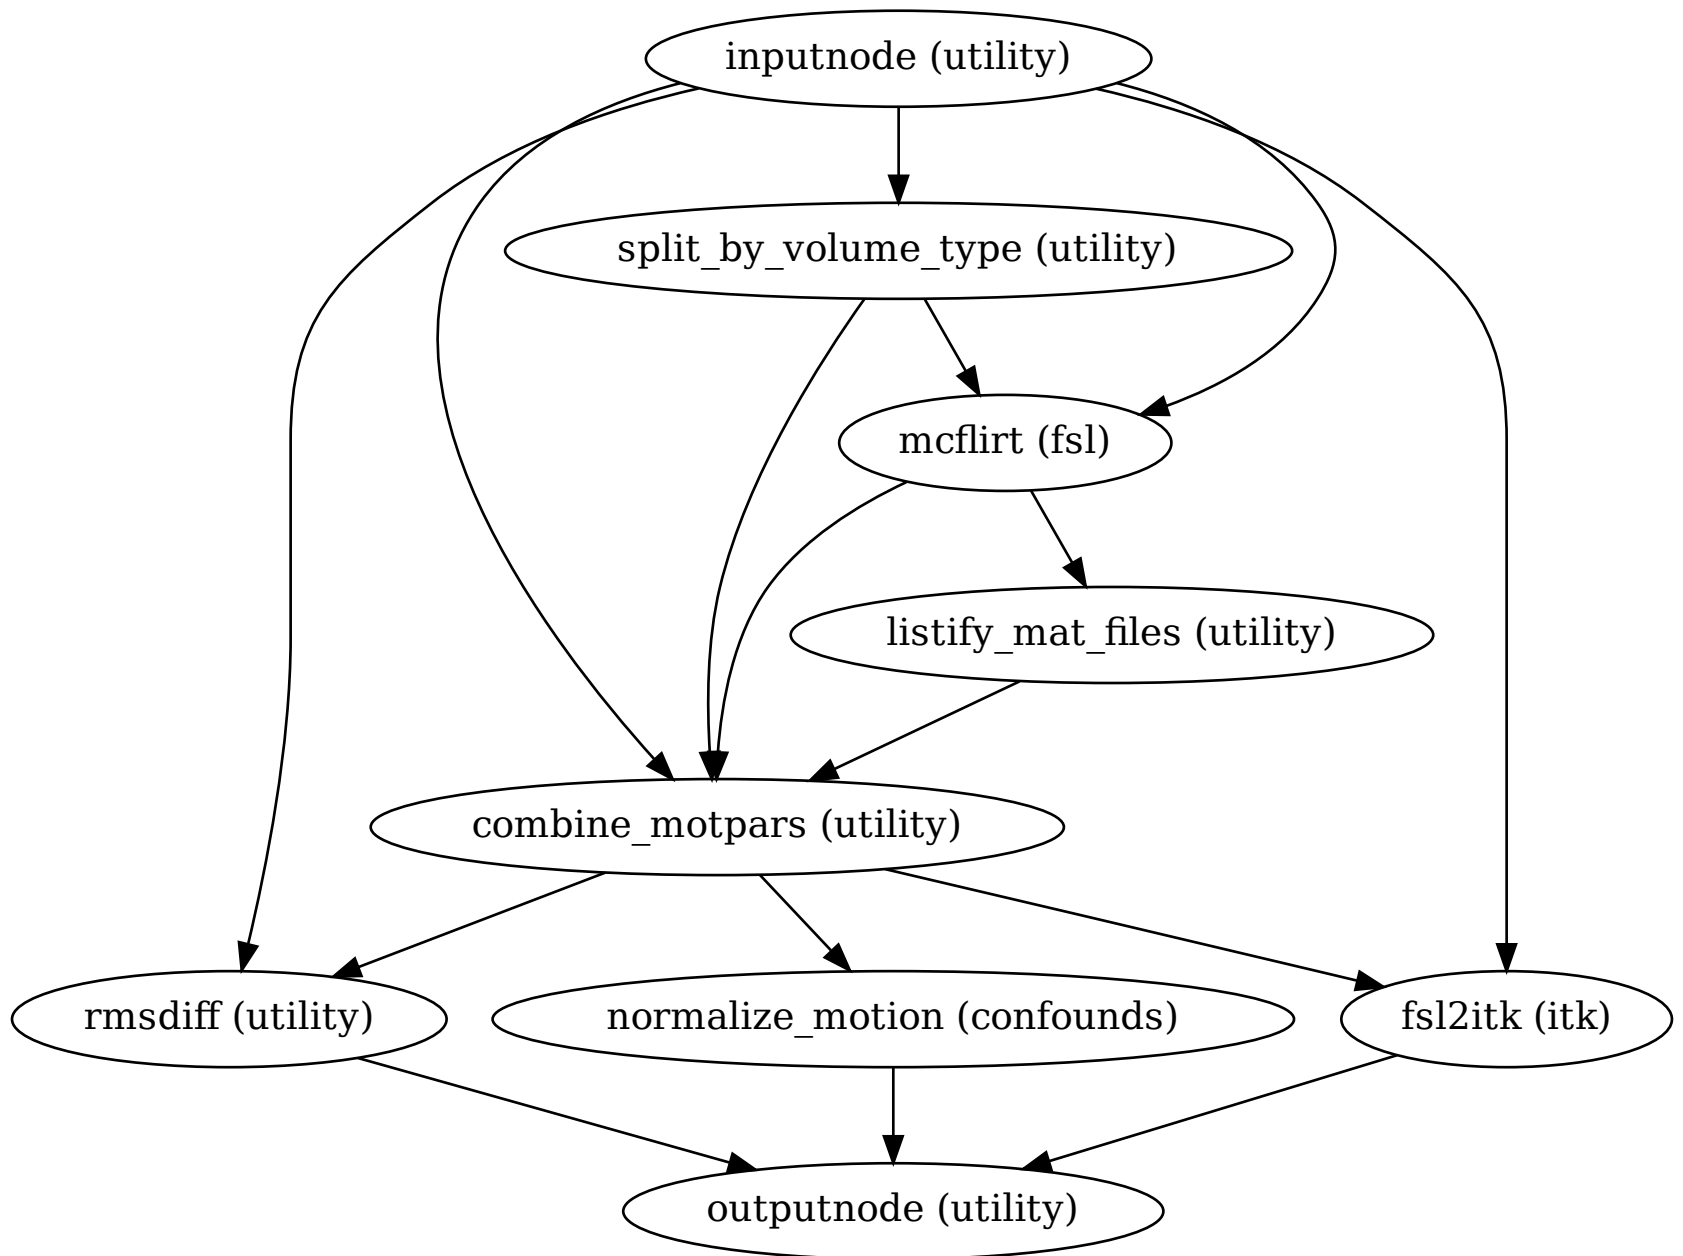 inputnode (utility)
split_by_volume_type (utility)
mcflirt (fsl)
listify_mat_files (utility)
combine_motpars (utility)
rmsdiff (utility)
normalize_motion (confounds)
fsl2itk (itk)
outputnode (utility)